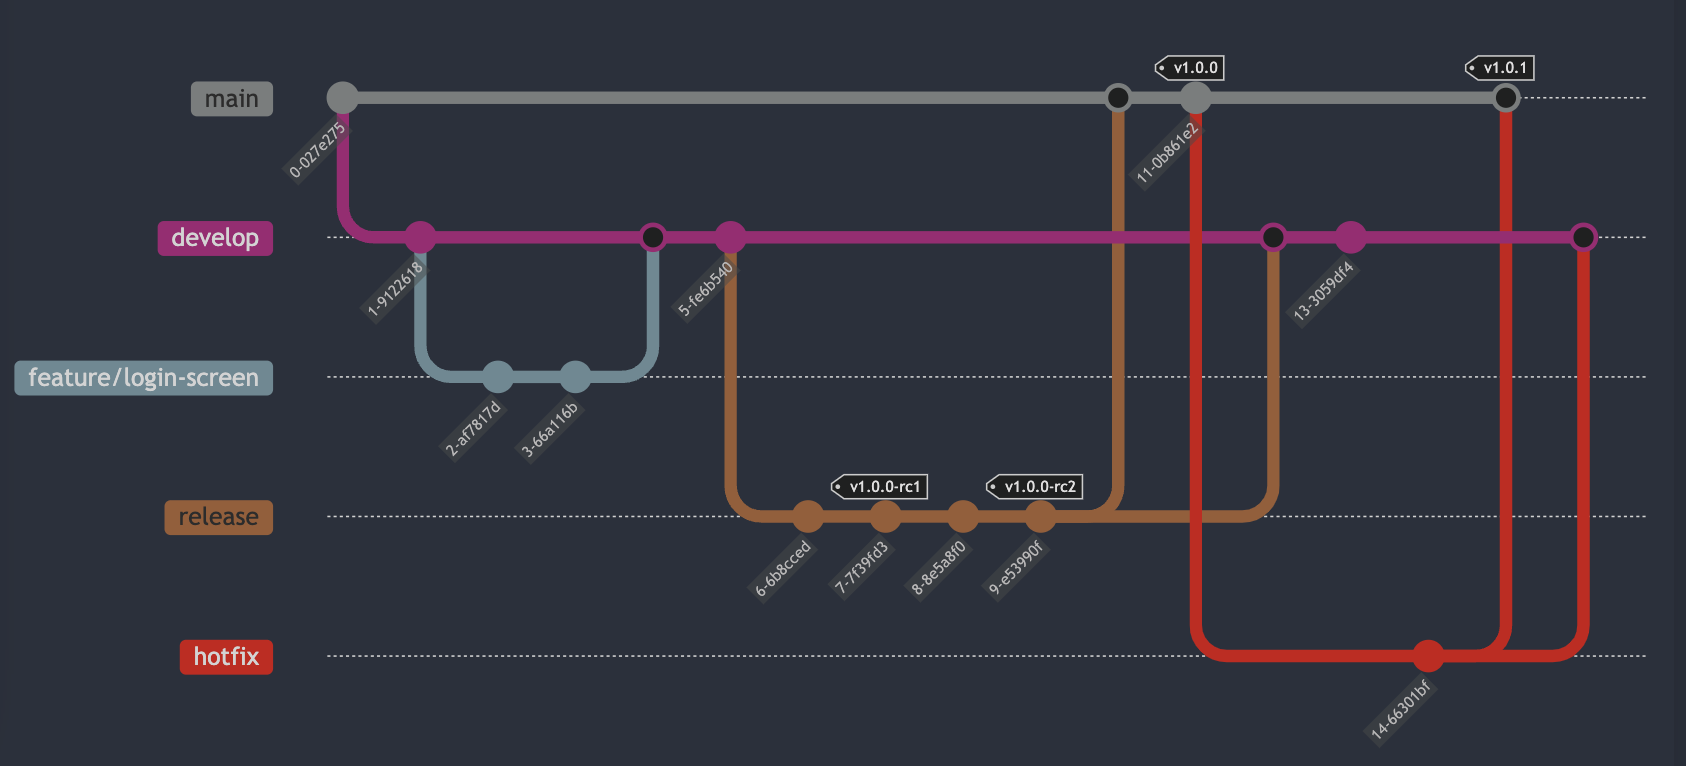 v1.0.0
v1.0.1
main
0-027e275
11-0b861e2
develop
1-9122618
5-fe6b540
13-3059df4
feature/login-screen
2-af7817d
3-66a116b
v1.0.0-rc1
v1.0.0-rc2
release
6-6b8cced
7-7f39fd3
8-8e5a8f0
9-e53990f
hotfix
14-66301bf